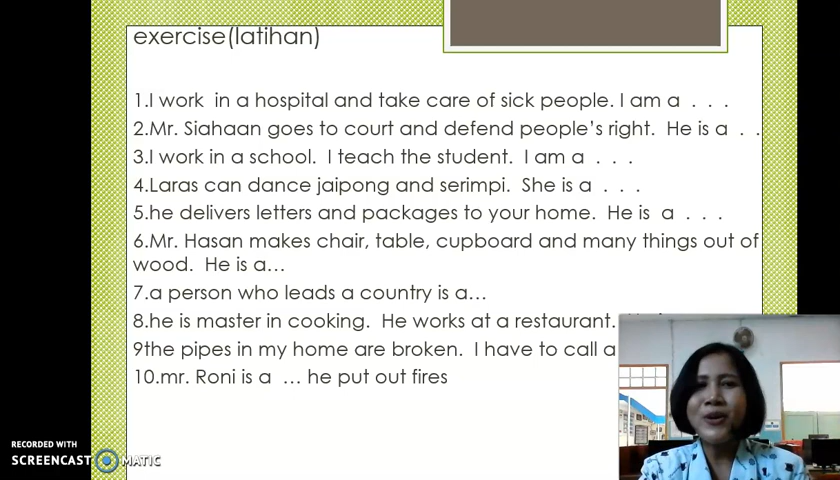 exercise(latihan)
1.I work in a hospital and take care of sick people. I am a . . .
2.Mr. Siahaan goes to court and defend people's right. He is a . .
3.I work in a school. I teach the student. I am a . . .
4.Laras can dance jaipong and serimpi. She is a . . .
5.he delivers letters and packages to your home. He is a . . .
6.Mr. Hasan makes chair, table, cupboard and many things out of
wood. He is a...
7.a person who leads a country is a...
8.he is master in cooking. He works at a restaurant.
9the pipes in my home are broken. I have to call a
10.mr. Roni is a ... he put out fires
RECORDED WITH
SCREENCAST MATIC